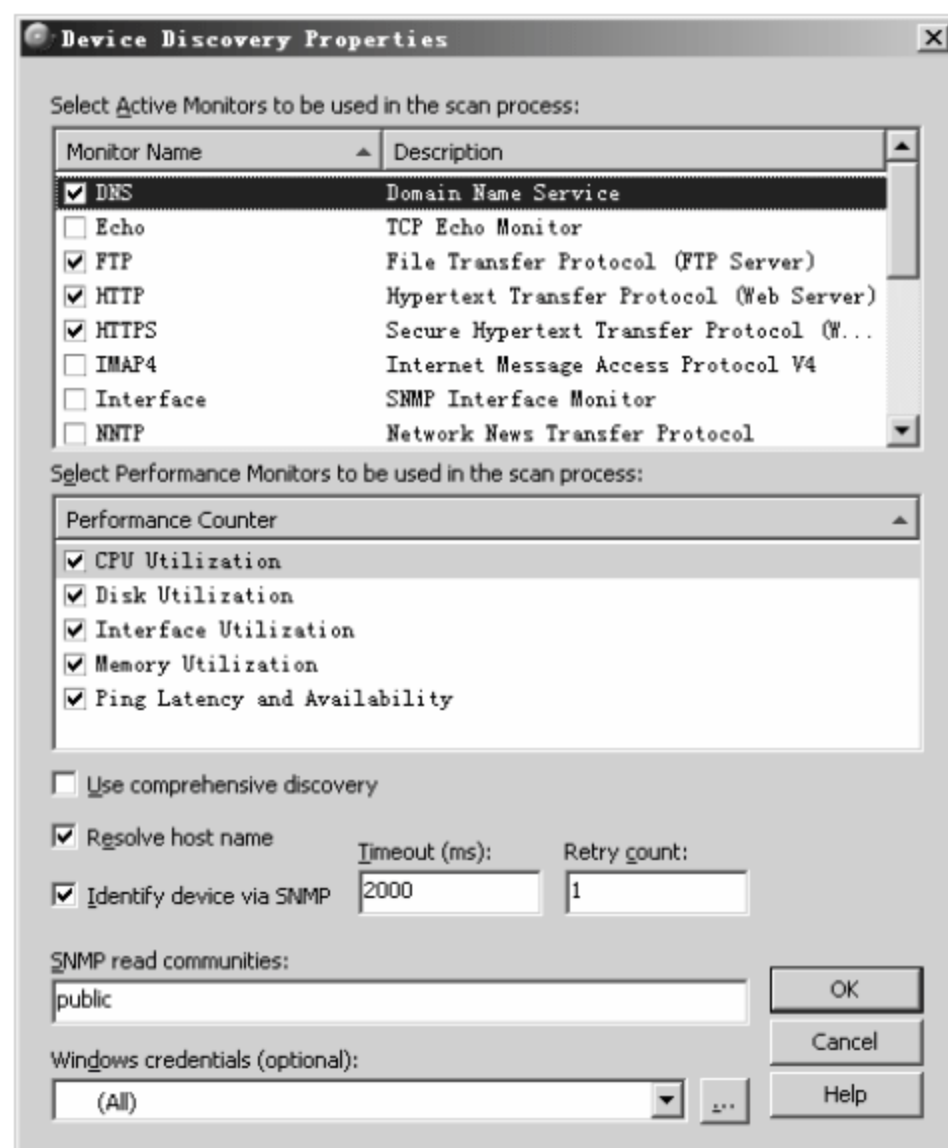 Device Discovery Properties
Select Active Monitors to be used in the scan process:
Monitor Name Description
DNS Domain Name Service
Echo TCP Echo Monitor
FTP File Transfer Protocol (FTP Server)
HTTP Hypertext Transfer Protocol (Web Server)
HTTPS Secure Hypertext Transfer Protocol (W...
IMAP4 Internet Message Access Protocol V4
Interface SNMP Interface Monitor
NNTP Network News Transfer Protocol
Select Performance Monitors to be used in the scan process:
Performance Counter
CPU Utilization
Disk Utilization
Interface Utilization
Memory Utilization
Ping Latency and Availability
Use comprehensive discovery
Resolve host name
Timeout (ms): Retry count:
Identify device via SNMP 2000 1
SNMP read communities:
public
OK
Cancel
Windows credentials (optional):
(All) ... Help